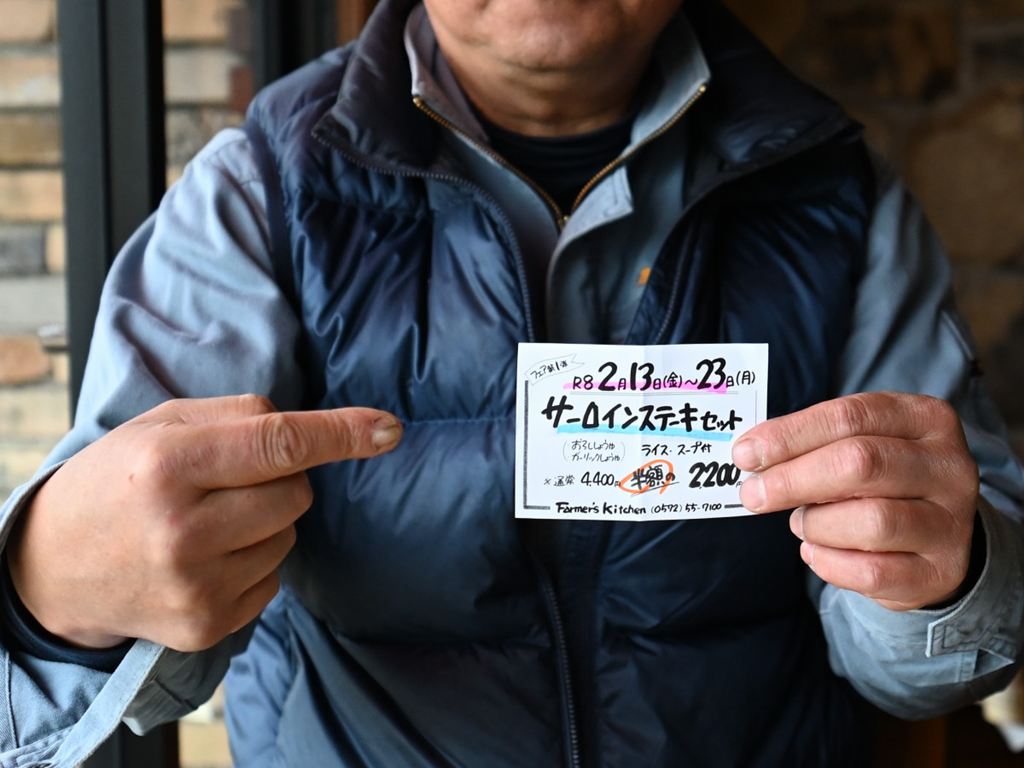 フェア第1弾
R8 2月13日(金)〜23日(月)
サーロインステーキセット
(おろししょうゆ
ガーリックしょうゆ)
ライス・スープ付
×通常 4.400円 半額の 2200円
Farmer's Kitchen (0572) 55-7100